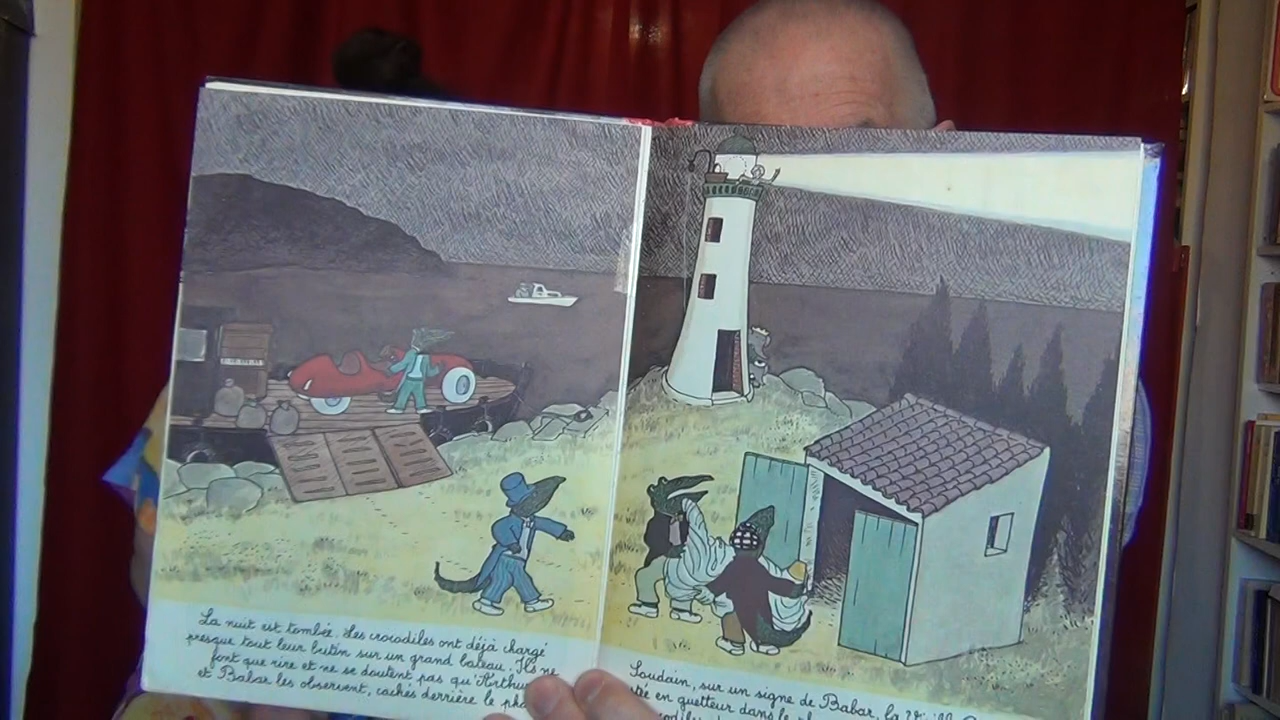 La nuit est tombée. Les crocodiles ont déjà chargé
presque tout leur butin sur un grand bateau. Ils ne
font que rire et ne se doutent pas qu'Arthur
et Babar les observent, cachés derrière le
Soudain, sur un signe de Babar, la
en guetteur dans le